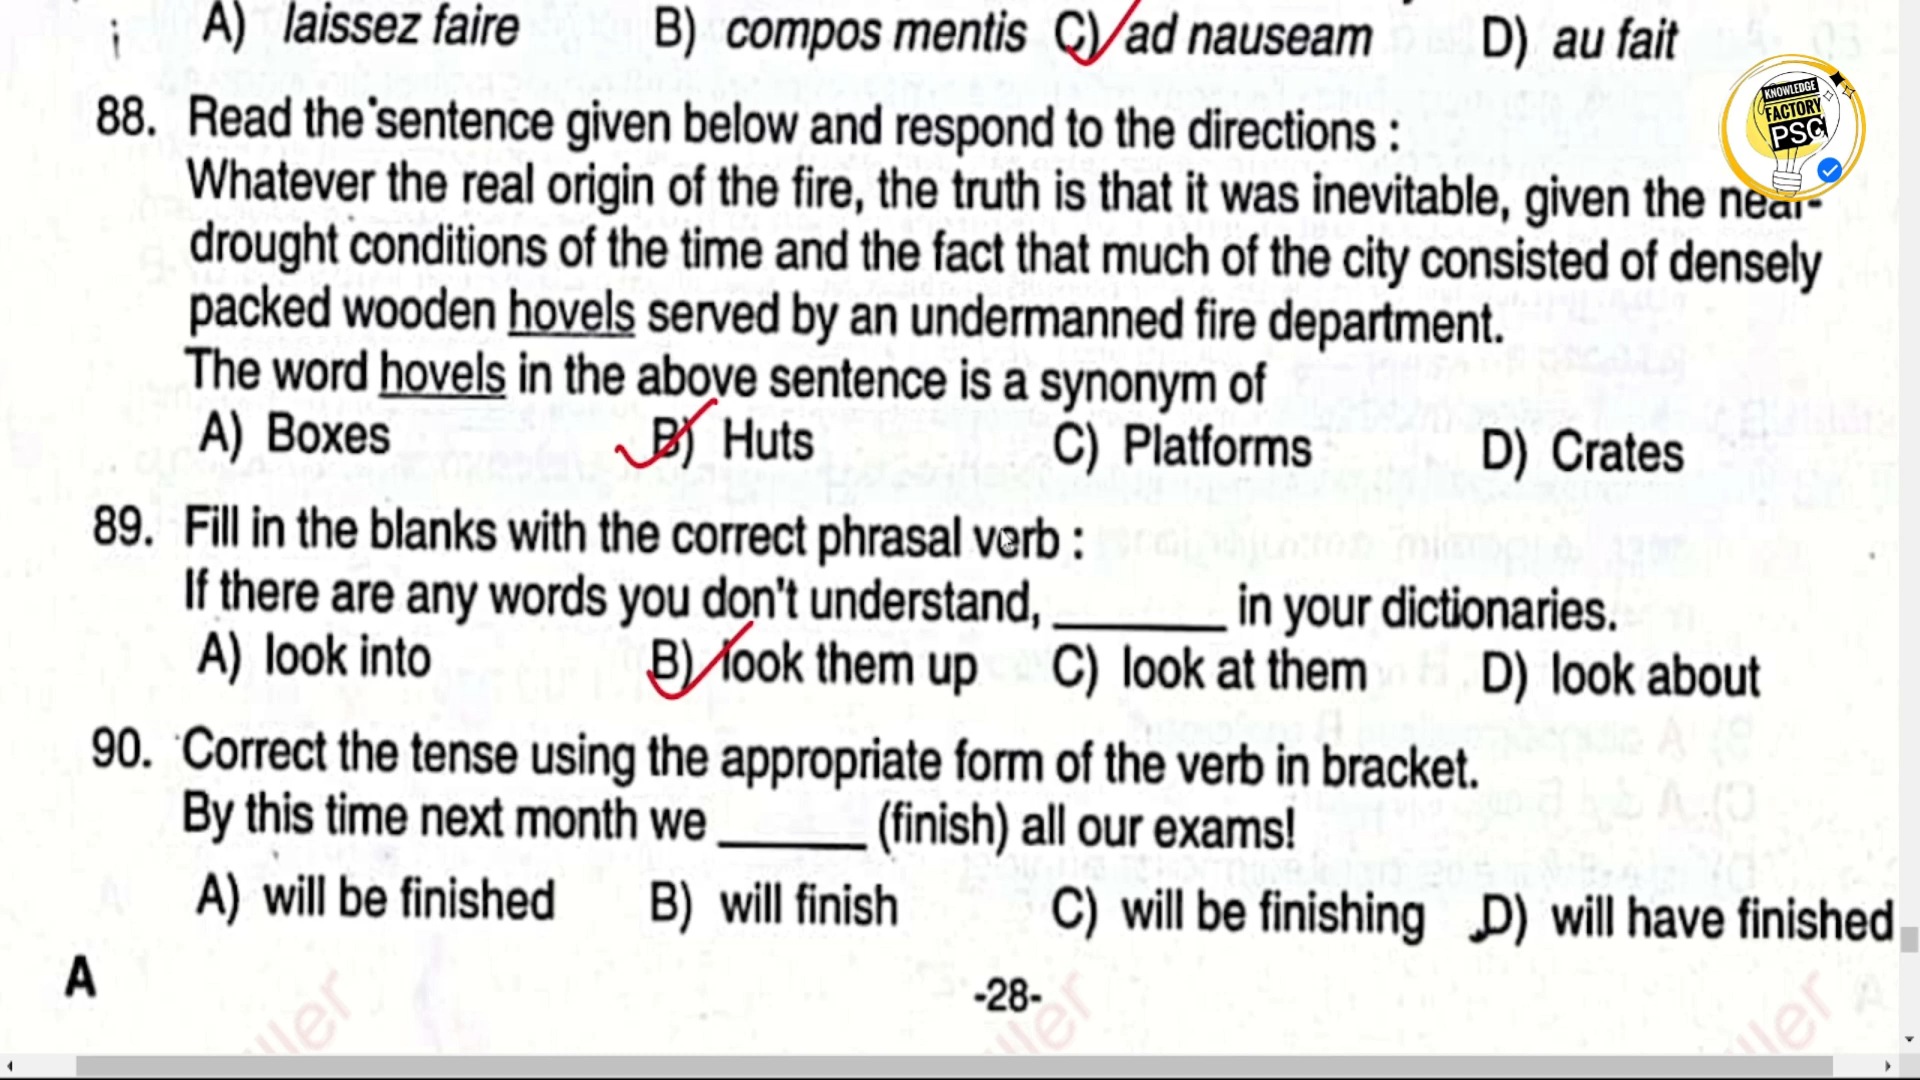 A) laissez faire B) compos mentis C) ad nauseam D) au fait
88. Read the sentence given below and respond to the directions :
Whatever the real origin of the fire, the truth is that it was inevitable, given the near-
drought conditions of the time and the fact that much of the city consisted of densely
packed wooden hovels served by an undermanned fire department.
The word hovels in the above sentence is a synonym of
A) Boxes B) Huts C) Platforms D) Crates
89. Fill in the blanks with the correct phrasal verb :
If there are any words you don't understand, ________ in your dictionaries.
A) look into B) look them up C) look at them D) look about
90. Correct the tense using the appropriate form of the verb in bracket.
By this time next month we _______ (finish) all our exams!
A) will be finished B) will finish C) will be finishing D) will have finished
A -28-
KNOWLEDGE
FACTORY
PSC